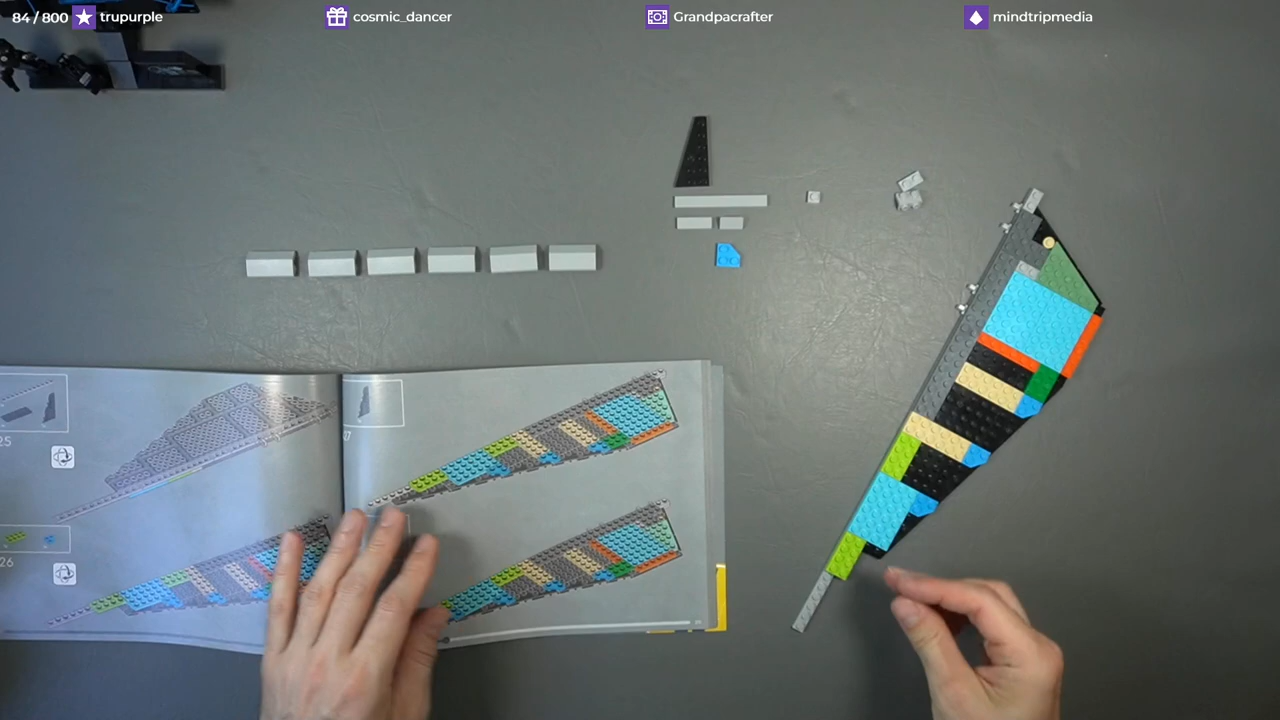 84 / 800 trupurple
cosmic_dancer
Grandpacrafter
mindtripmedia
25
26